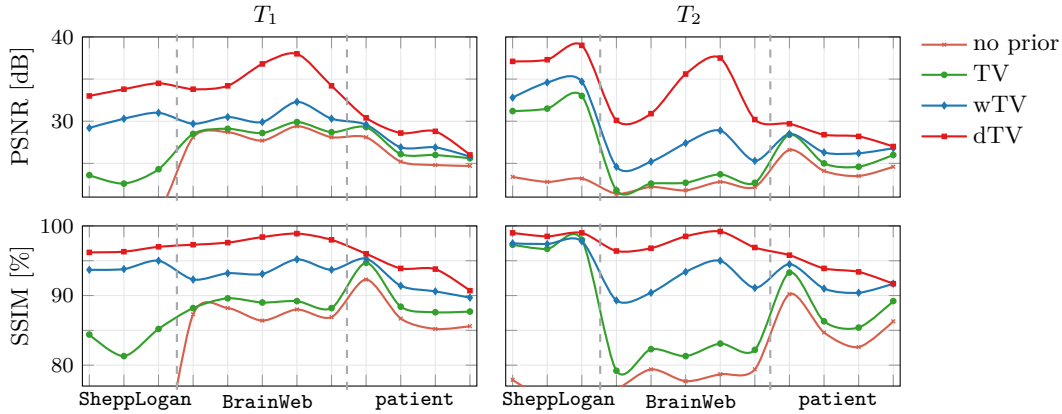 T1 T2
PSNR [dB]
40
30
no prior
TV
wTV
dTV
SSIM [%]
100
90
80
SheppLogan BrainWeb patient SheppLogan BrainWeb patient